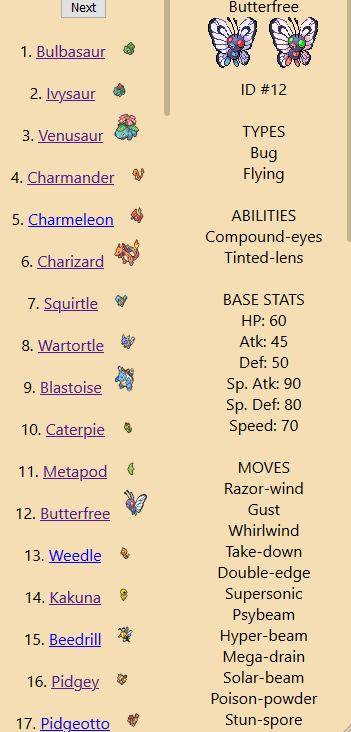 Next
1. Bulbasaur
2. Ivysaur
3. Venusaur
4. Charmander
5. Charmeleon
6. Charizard
7. Squirtle
8. Wartortle
9. Blastoise
10. Caterpie
11. Metapod
12. Butterfree
13. Weedle
14. Kakuna
15. Beedrill
16. Pidgey
17. Pidgeotto
Butterfree
ID #12
TYPES
Bug
Flying
ABILITIES
Compound-eyes
Tinted-lens
BASE STATS
HP: 60
Atk: 45
Def: 50
Sp. Atk: 90
Sp. Def: 80
Speed: 70
MOVES
Razor-wind
Gust
Whirlwind
Take-down
Double-edge
Supersonic
Psybeam
Hyper-beam
Mega-drain
Solar-beam
Poison-powder
Stun-spore